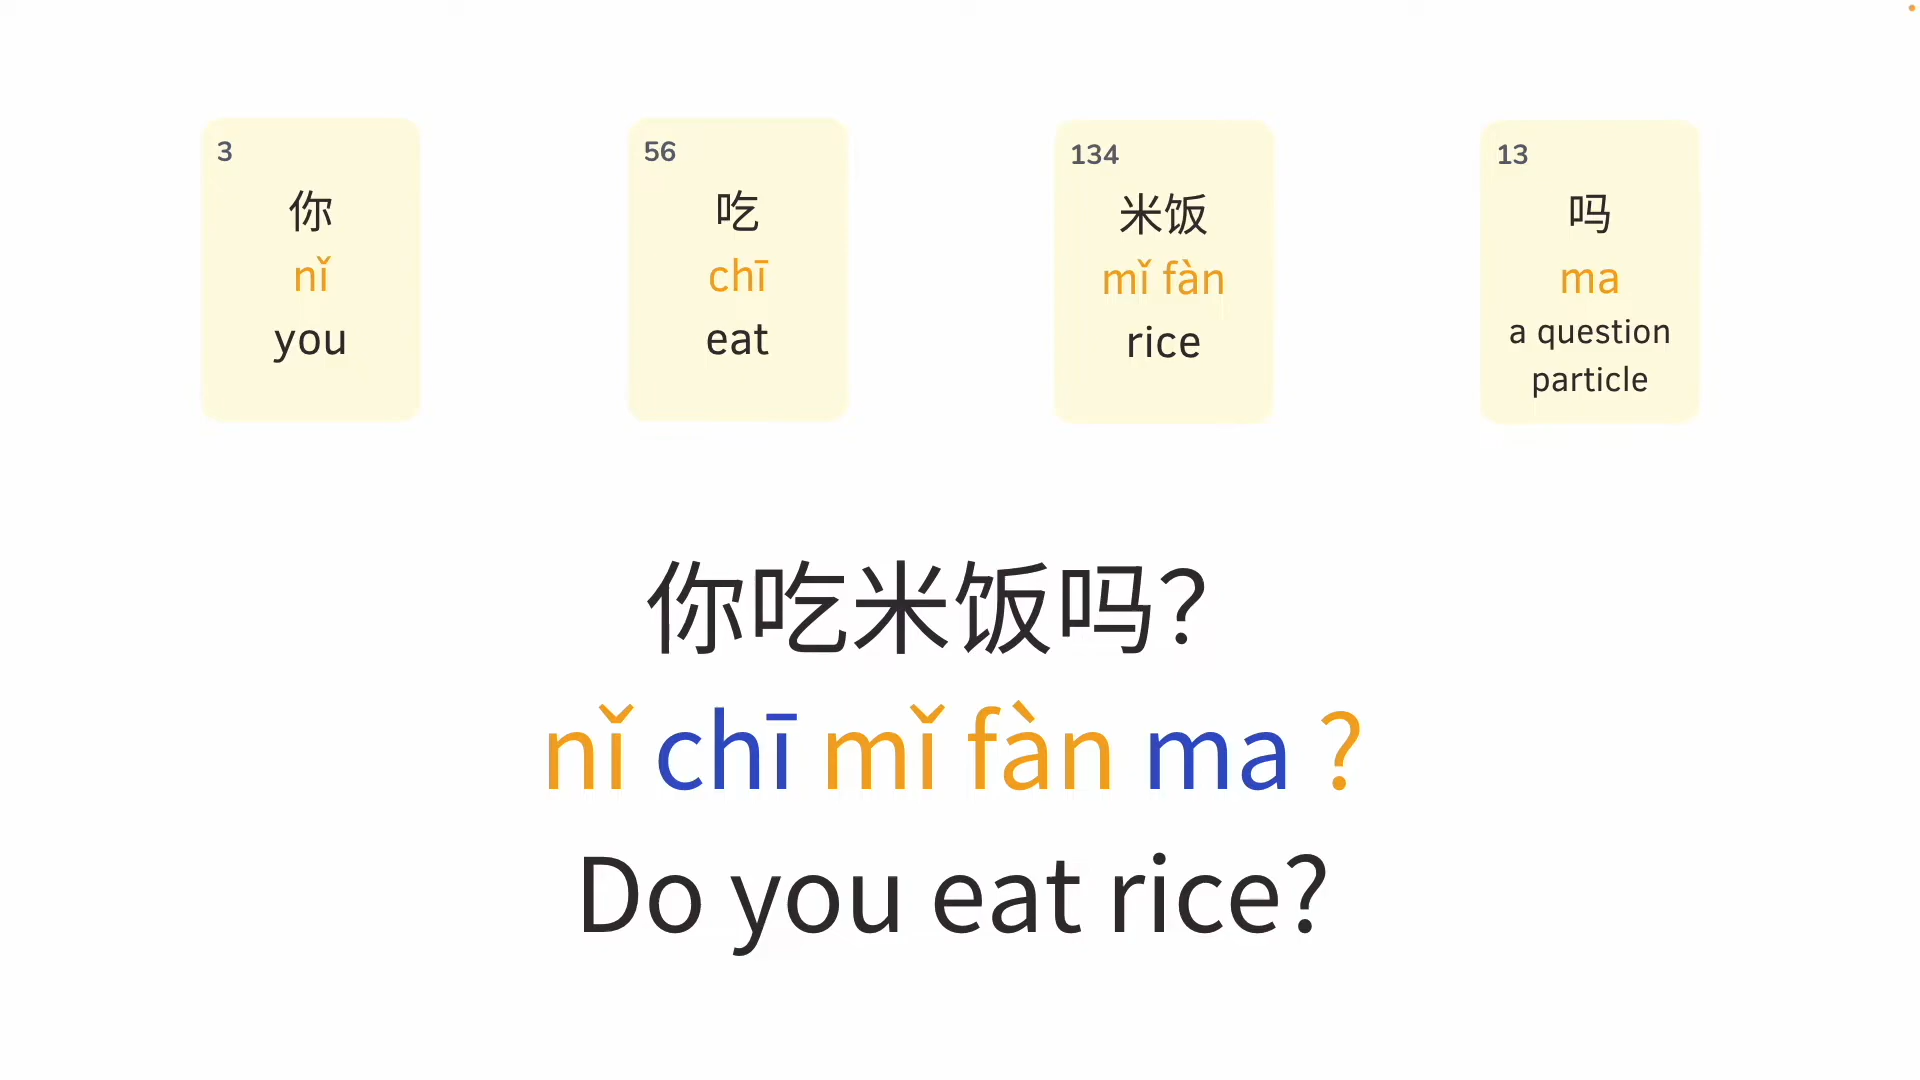 3
你
nǐ
you
56
吃
chī
eat
134
米饭
mǐ fàn
rice
13
吗
ma
a question
particle
你吃米饭吗?
nǐ chī mǐ fàn ma ?
Do you eat rice?